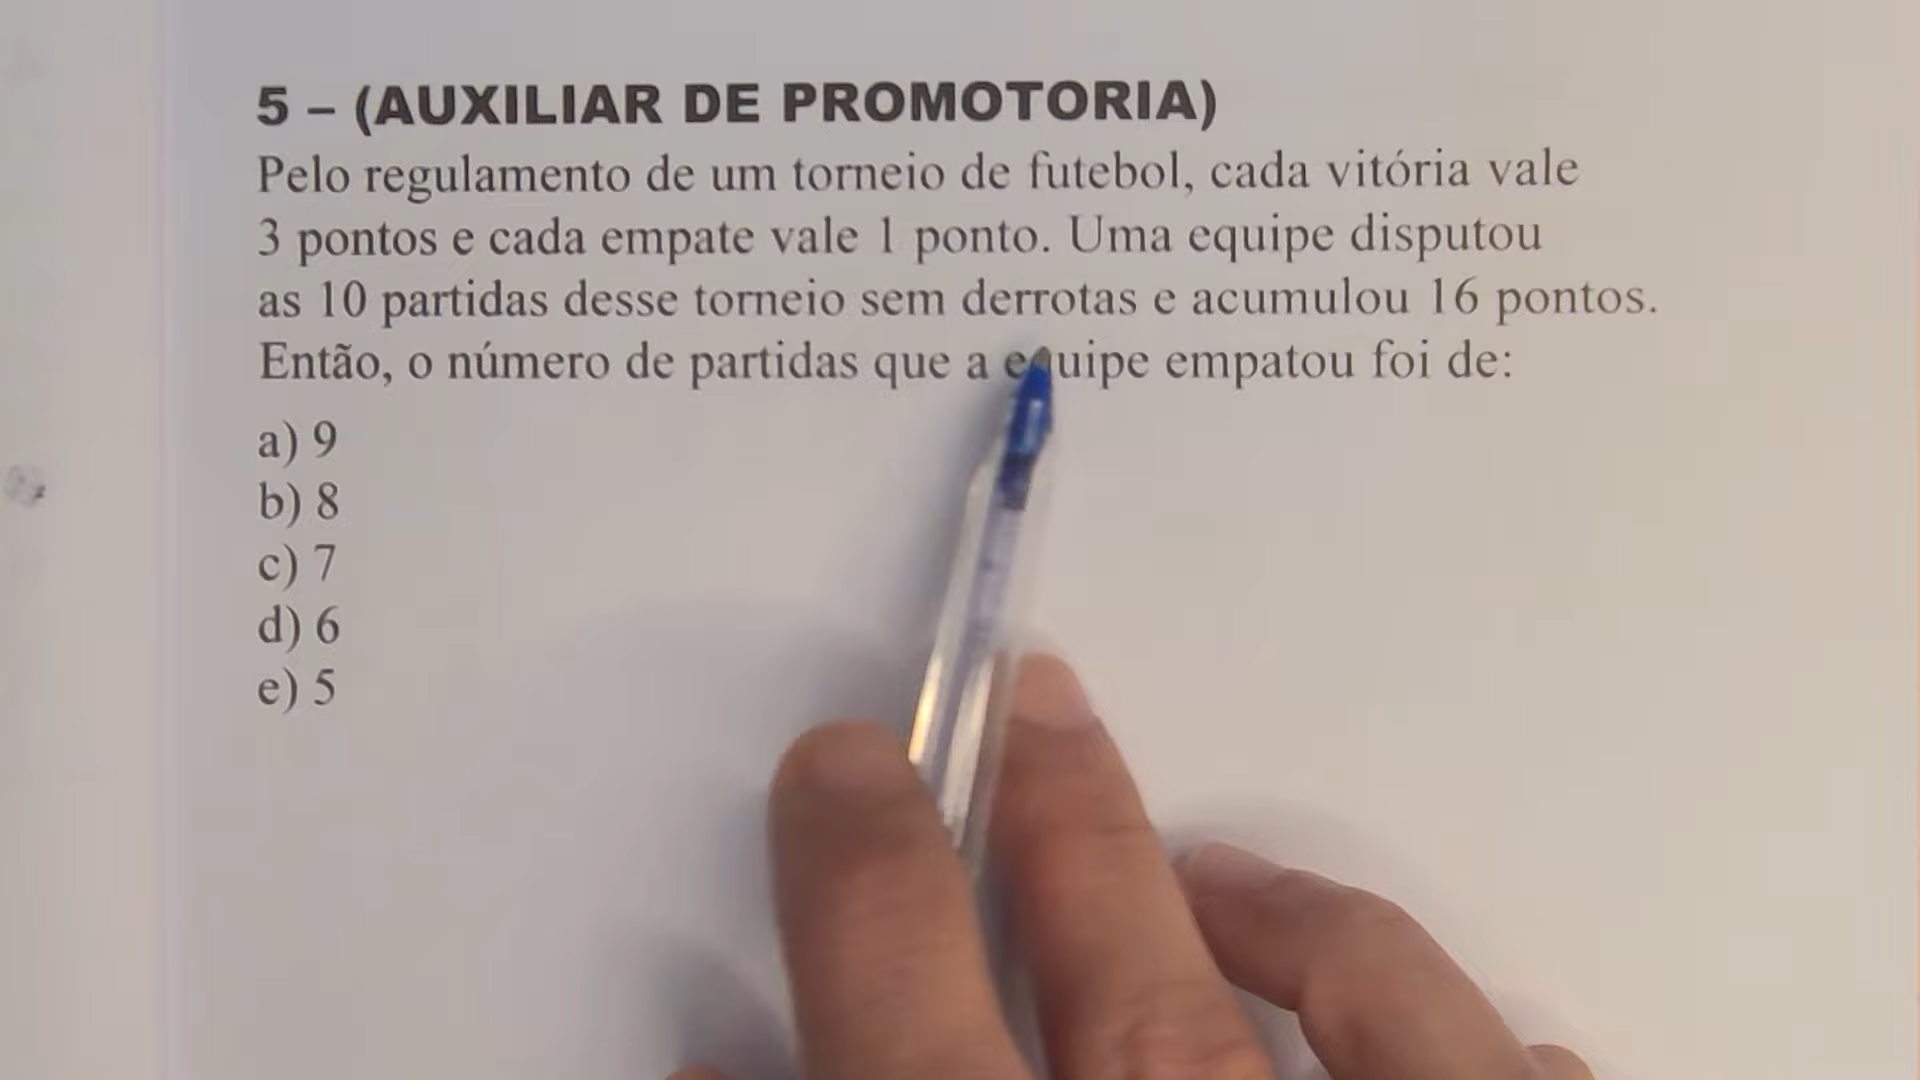 5 – (AUXILIAR DE PROMOTORIA)
Pelo regulamento de um torneio de futebol, cada vitória vale
3 pontos e cada empate vale 1 ponto. Uma equipe disputou
as 10 partidas desse torneio sem derrotas e acumulou 16 pontos.
Então, o número de partidas que a equipe empatou foi de:
a) 9
b) 8
c) 7
d) 6
e) 5